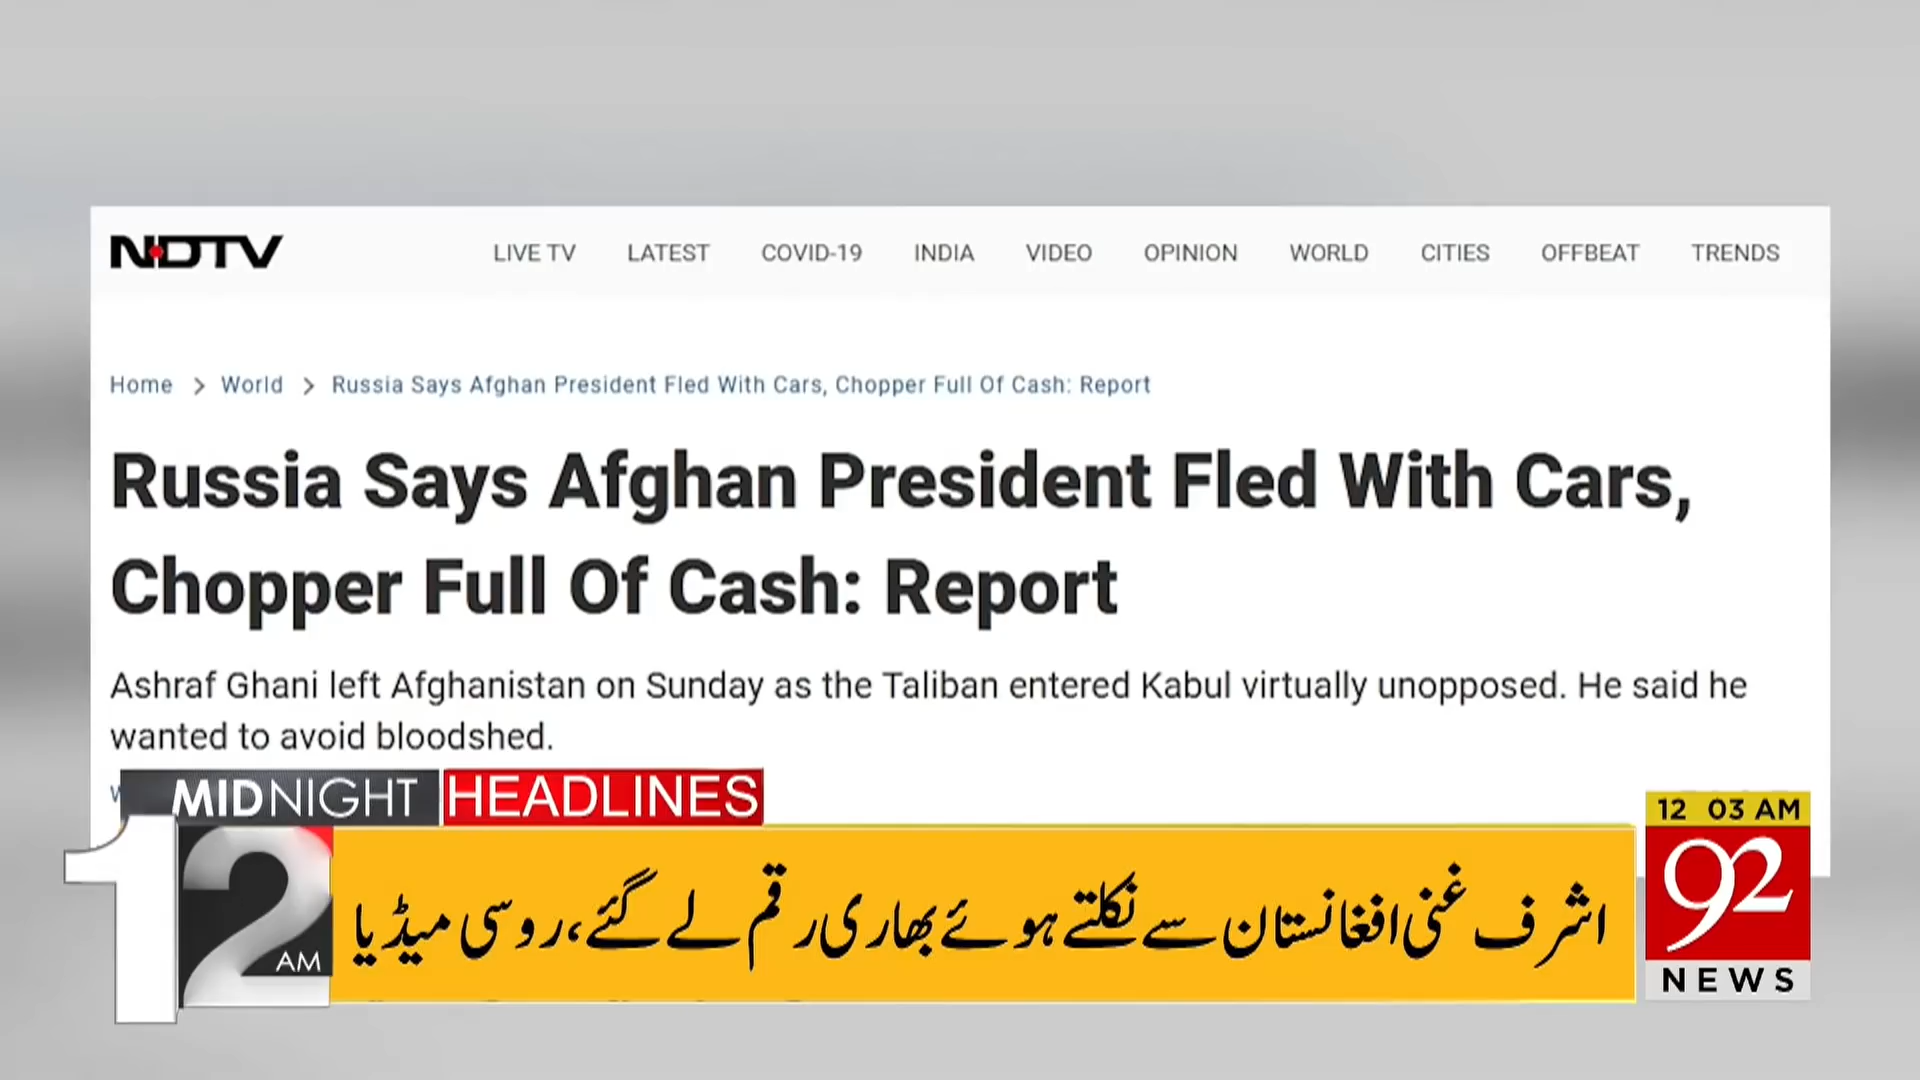 NDTV LIVE TV LATEST COVID-19 INDIA VIDEO OPINION WORLD CITIES OFFBEAT TRENDS
Home > World > Russia Says Afghan President Fled With Cars, Chopper Full Of Cash: Report
Russia Says Afghan President Fled With Cars,
Chopper Full Of Cash: Report
Ashraf Ghani left Afghanistan on Sunday as the Taliban entered Kabul virtually unopposed. He said he
wanted to avoid bloodshed.
MIDNIGHT HEADLINES
12 AM
اشرف غنی افغانستان سے نکلتے ہوئے بھاری رقم لے گئے، روسی میڈیا
12 03 AM
92
NEWS